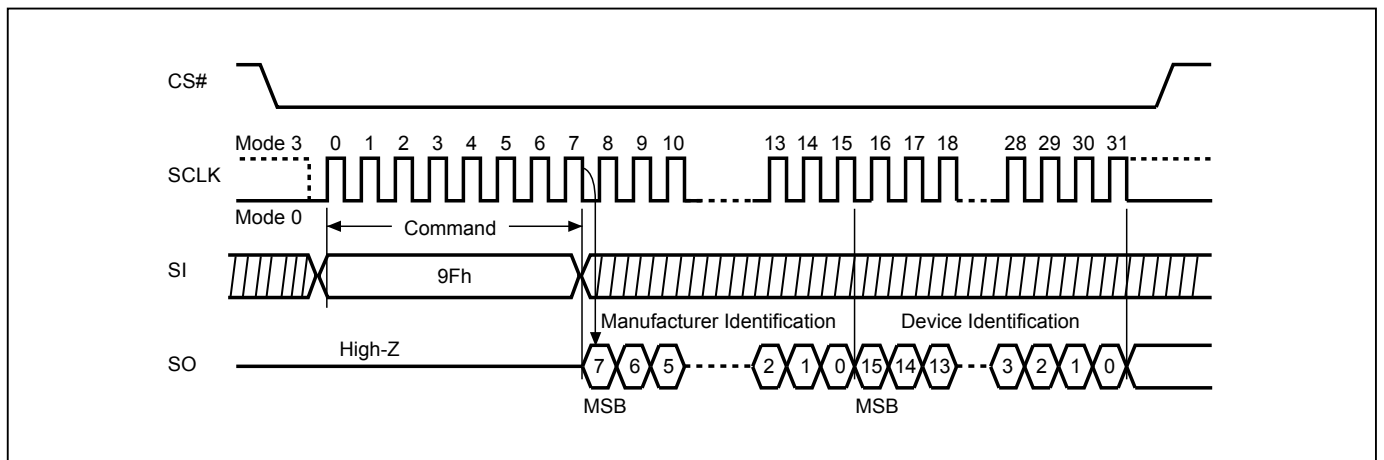 CS#
Mode 3 0 1 2 3 4 5 6 7 8 9 10 13 14 15 16 17 18 28 29 30 31
SCLK
Mode 0
Command
SI 9Fh
Manufacturer Identification Device Identification
High-Z
SO 7 6 5 2 1 0 15 14 13 3 2 1 0
MSB MSB